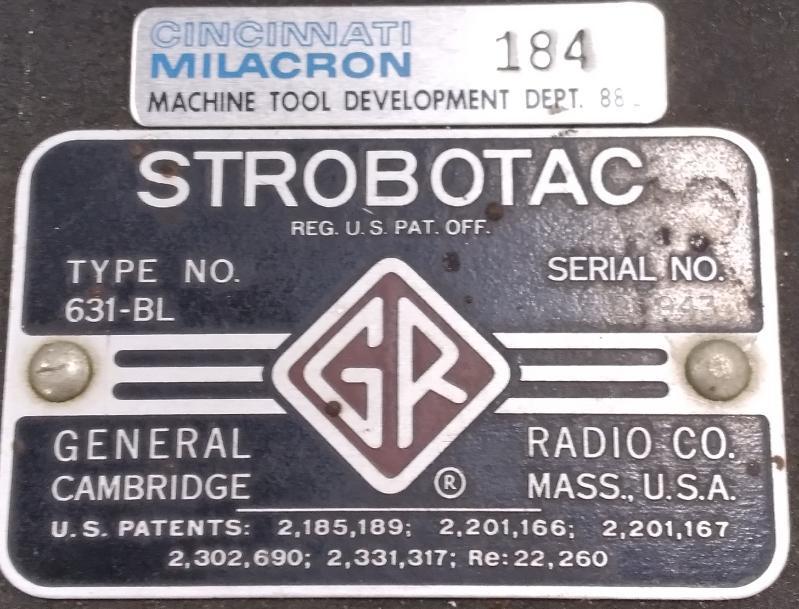 CINCINNATI
MILACRON 184
MACHINE TOOL DEVELOPMENT DEPT. 88
STROBOTAC
REG. U.S. PAT. OFF.
TYPE NO. SERIAL NO.
631-BL
GR
GENERAL RADIO CO.
CAMBRIDGE ® MASS., U.S.A.
U.S. PATENTS: 2,185,189; 2,201,166; 2,201,167
2,302,690; 2,331,317; Re: 22,260